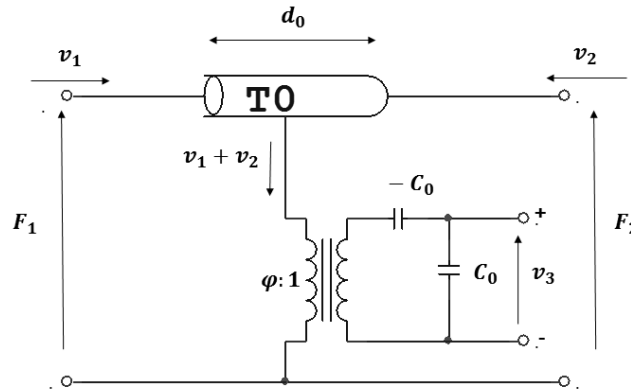 d₀
v₁
v₂
T0
v₁ + v₂
− C₀
+
F₁
φ: 1
C₀
v₃
-